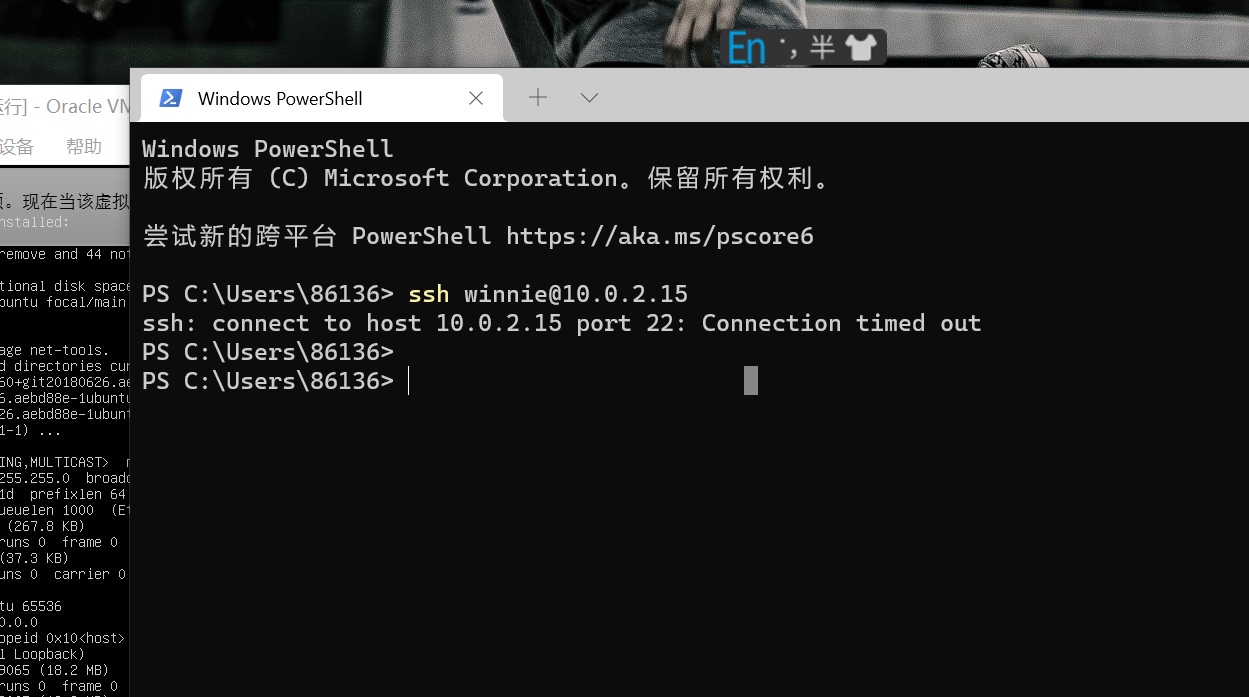 En ·, 半
行] - Oracle VM
Windows PowerShell
设备 帮助
Windows PowerShell
版权所有 (C) Microsoft Corporation。保留所有权利。
。现在当该虚拟
nstalled:
尝试新的跨平台 PowerShell https://aka.ms/pscore6
remove and 44 not
tional disk space
buntu focal/main
PS C:\Users\86136> ssh winnie@10.0.2.15
ssh: connect to host 10.0.2.15 port 22: Connection timed out
PS C:\Users\86136>
PS C:\Users\86136>
age net-tools.
d directories cur
60+git20180626.ae
6.aebd88e-1ubuntu
26.aebd88e-1ubunt
1-1) ...
ING,MULTICAST>
255.255.0 broadc
1d prefixlen 64
ueuelen 1000 (Et
(267.8 KB)
runs 0 frame 0
(37.3 KB)
uns 0 carrier 0
tu 65536
0.0.0
opeid 0x10<host>
l Loopback)
9065 (18.2 MB)
runs 0 frame 0